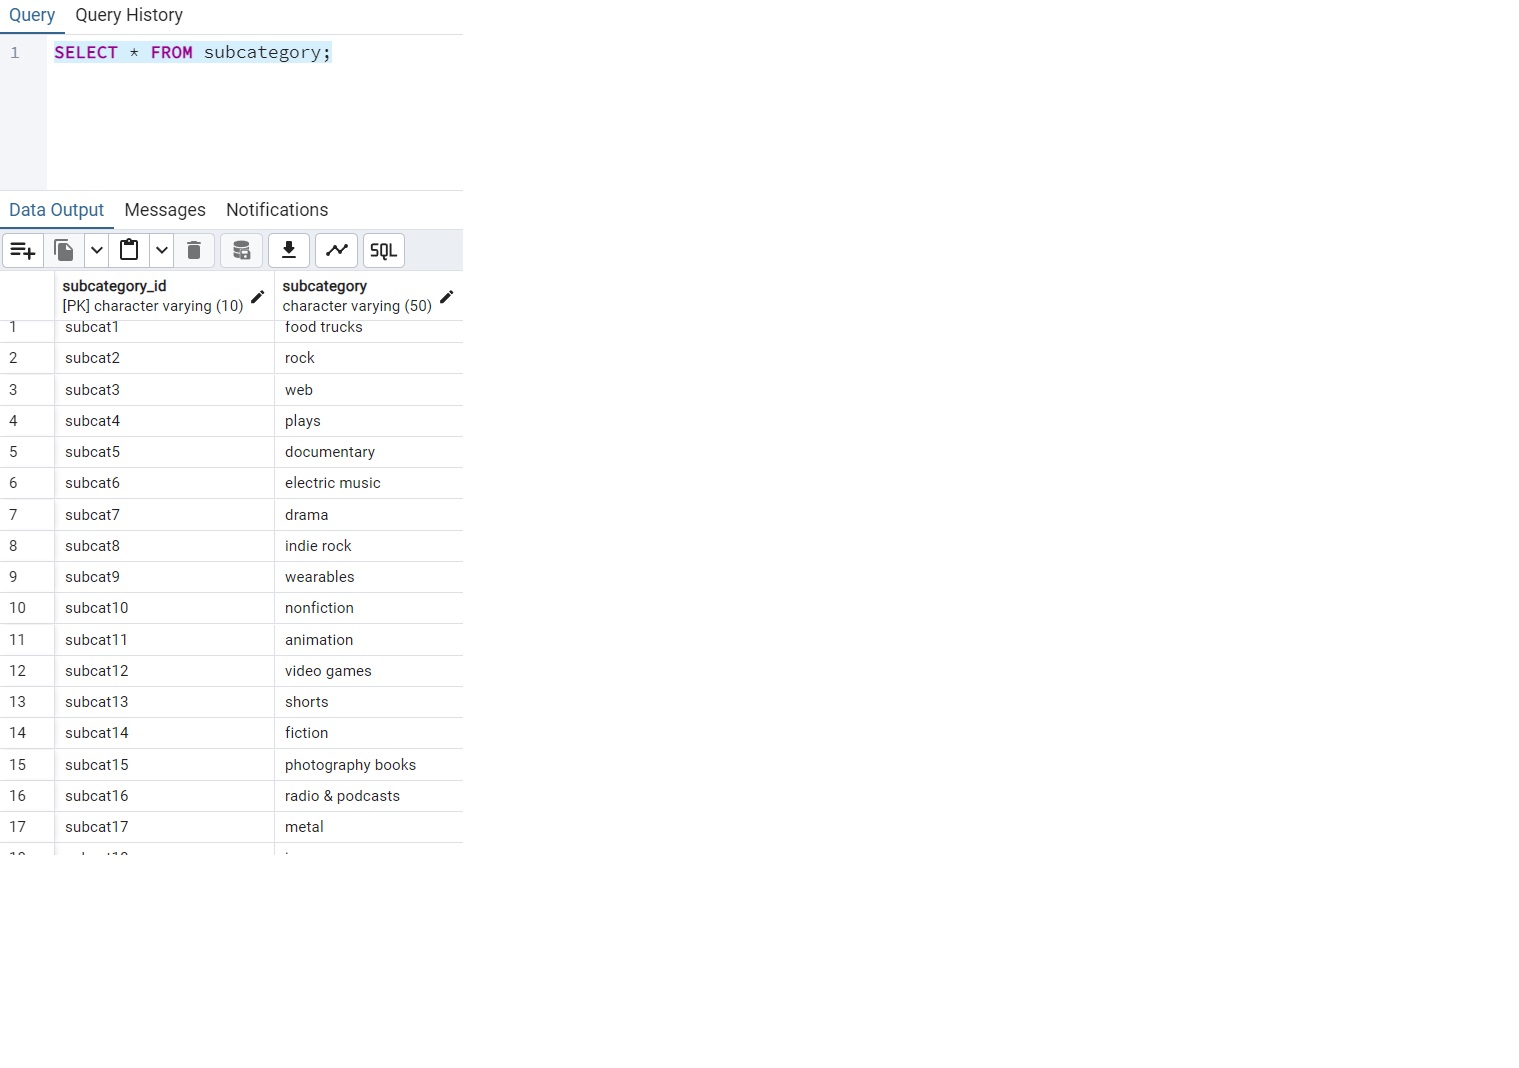 Query Query History
1 SELECT * FROM subcategory;
Data Output Messages Notifications
SQL
subcategory_id subcategory
[PK] character varying (10) character varying (50)
1 subcat1 food trucks
2 subcat2 rock
3 subcat3 web
4 subcat4 plays
5 subcat5 documentary
6 subcat6 electric music
7 subcat7 drama
8 subcat8 indie rock
9 subcat9 wearables
10 subcat10 nonfiction
11 subcat11 animation
12 subcat12 video games
13 subcat13 shorts
14 subcat14 fiction
15 subcat15 photography books
16 subcat16 radio & podcasts
17 subcat17 metal